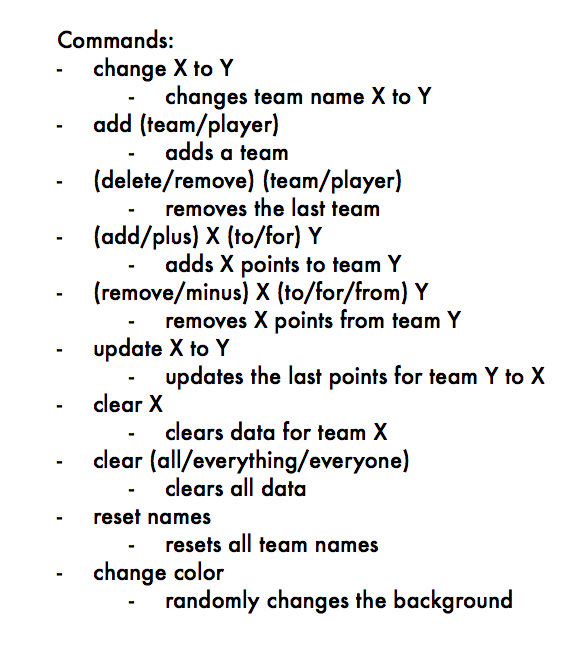 Commands:
- change X to Y
- changes team name X to Y
- add (team/player)
- adds a team
- (delete/remove) (team/player)
- removes the last team
- (add/plus) X (to/for) Y
- adds X points to team Y
- (remove/minus) X (to/for/from) Y
- removes X points from team Y
- update X to Y
- updates the last points for team Y to X
- clear X
- clears data for team X
- clear (all/everything/everyone)
- clears all data
- reset names
- resets all team names
- change color
- randomly changes the background